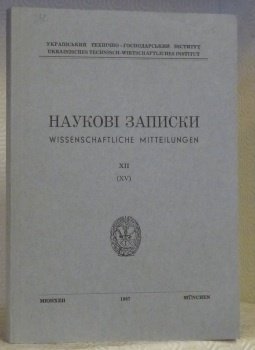 УКРАЇНСЬКИЙ ТЕХНІЧНО-ГОСПОДАРСЬКИЙ ІНСТИТУТ
UKRAINISCHES TECHNISCH-WIRTSCHAFTLICHES INSTITUT
НАУКОВІ ЗАПИСКИ
WISSENSCHAFTLICHE MITTEILUNGEN
XII
(XV)
МЮНХЕН 1967 MÜNCHEN